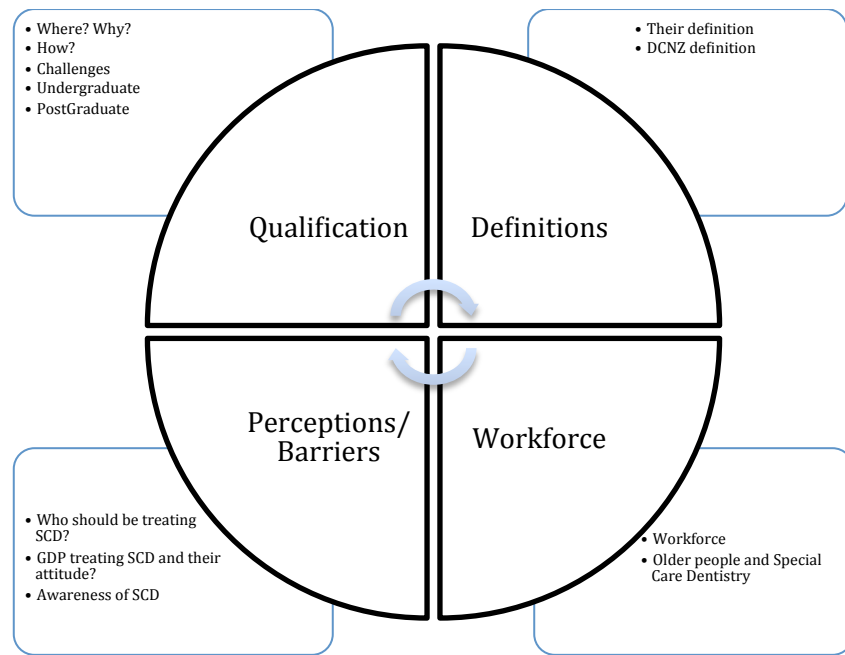 • Where? Why?
• How?
• Challenges
• Undergraduate
• PostGraduate
• Their definition
• DCNZ definition
Qualification
Definitions
Perceptions/
Barriers
Workforce
• Who should be treating
SCD?
• GDP treating SCD and their
attitude?
• Awareness of SCD
• Workforce
• Older people and Special
Care Dentistry